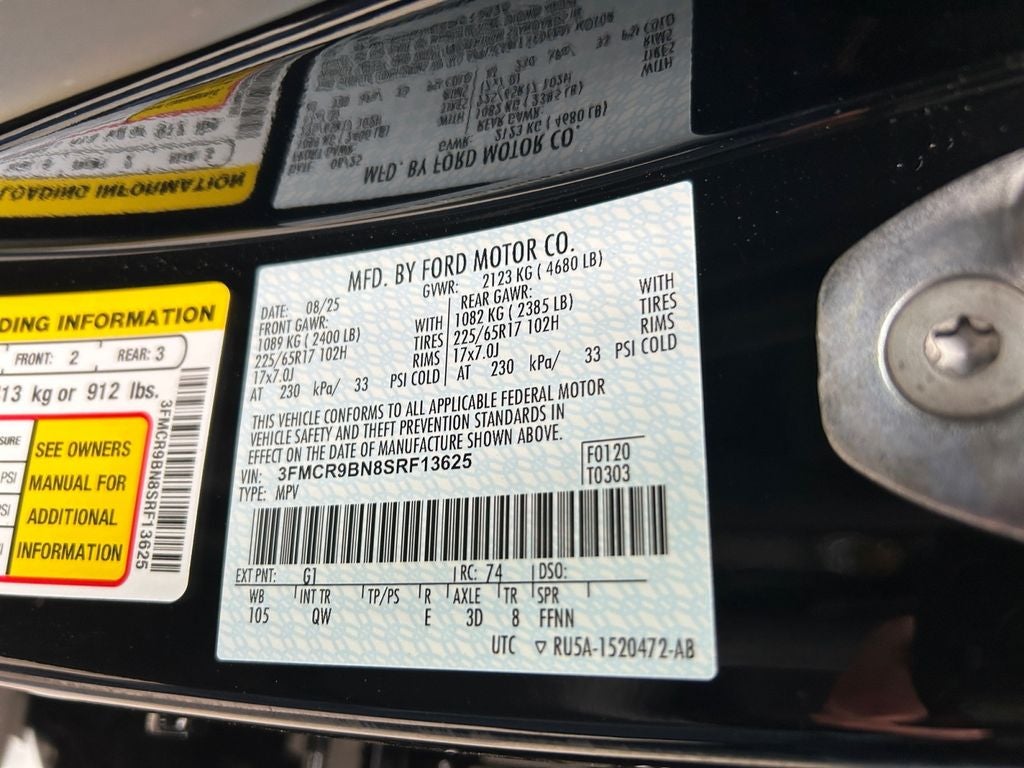 MFD. BY FORD MOTOR CO.
DATE: 08/25 GVWR: 2123 KG ( 4680 LB)
FRONT GAWR: REAR GAWR:
1089 KG ( 2400 LB) WITH 1082 KG ( 2385 LB) WITH
225/65R17 102H TIRES 225/65R17 102H TIRES
17x7.0J RIMS 17x7.0J RIMS
AT 230 kPa/ 33 PSI COLD AT 230 kPa/ 33 PSI COLD
THIS VEHICLE CONFORMS TO ALL APPLICABLE FEDERAL MOTOR
VEHICLE SAFETY AND THEFT PREVENTION STANDARDS IN
EFFECT ON THE DATE OF MANUFACTURE SHOWN ABOVE.
VIN: 3FMCR9BN8SRF13625
TYPE: MPV
F0120
T0303
EXT PNT: G1 RC: 74 DSO:
WB INT TR TP/PS R AXLE TR SPR
105 QW E 3D 8 FFNN
UTC ▽ RU5A-1520472-AB
DING INFORMATION
FRONT: 2 REAR: 3
13 kg or 912 lbs.
SURE
PSI
SEE OWNERS
MANUAL FOR
ADDITIONAL
INFORMATION
3FMCR9BN8SRF13625